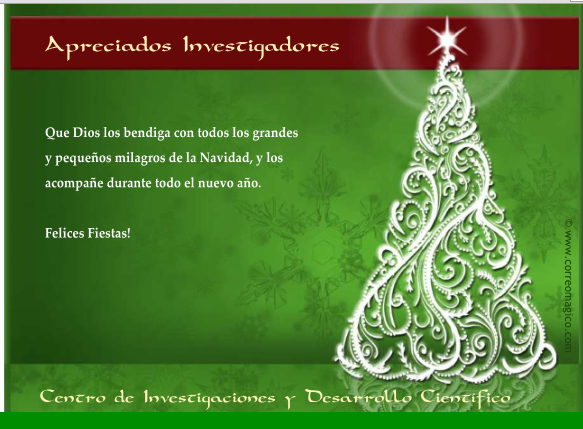 Apreciados Investigadores
Que Dios los bendiga con todos los grandes
y pequeños milagros de la Navidad, y los
acompañe durante todo el nuevo año.
Felices Fiestas!
© www.correomagico.com
Centro de Investigaciones y Desarrollo Científico